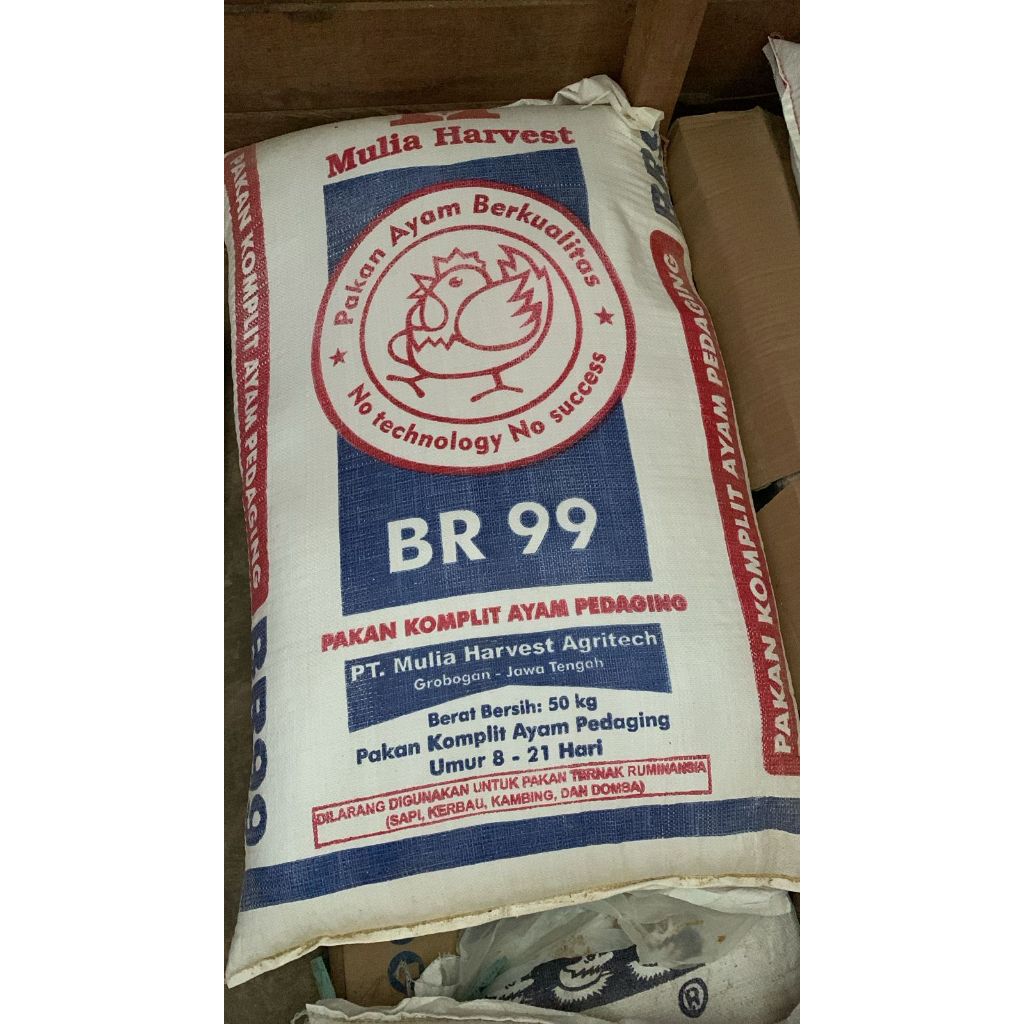 Mulia Harvest
Pakan Ayam Berkualitas
No technology No success
BR 99
PAKAN KOMPLIT AYAM PEDAGING
PT. Mulia Harvest Agritech
Grobogan - Jawa Tengah
Berat Bersih: 50 kg
Pakan Komplit Ayam Pedaging
Umur 8 - 21 Hari
DILARANG DIGUNAKAN UNTUK PAKAN TERNAK RUMINANSIA
(SAPI, KERBAU, KAMBING, DAN DOMBA)
PAKAN KOMPLIT AYAM PEDAGING
BR99
PAKAN KOMPLIT AYAM PEDAGING
®